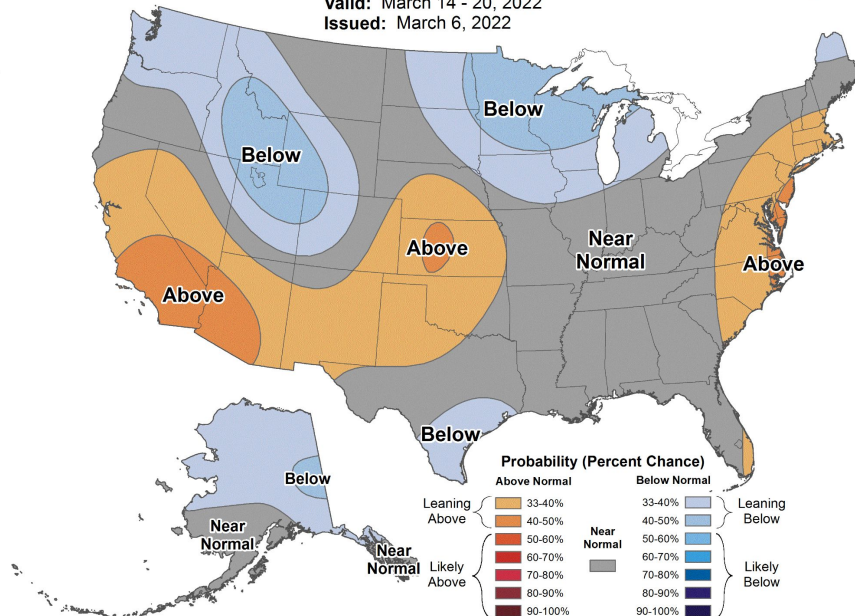 Valid: March 14 - 20, 2022
Issued: March 6, 2022
Below
Below
Above
Near
Normal
Above
Above
Below
Below
Near
Normal
Near
Normal
Probability (Percent Chance)
Above Normal
Below Normal
Leaning
Above
33-40%
40-50%
50-60%
60-70%
70-80%
80-90%
90-100%
Likely
Above
Near
Normal
33-40%
40-50%
50-60%
60-70%
70-80%
80-90%
90-100%
Leaning
Below
Likely
Below